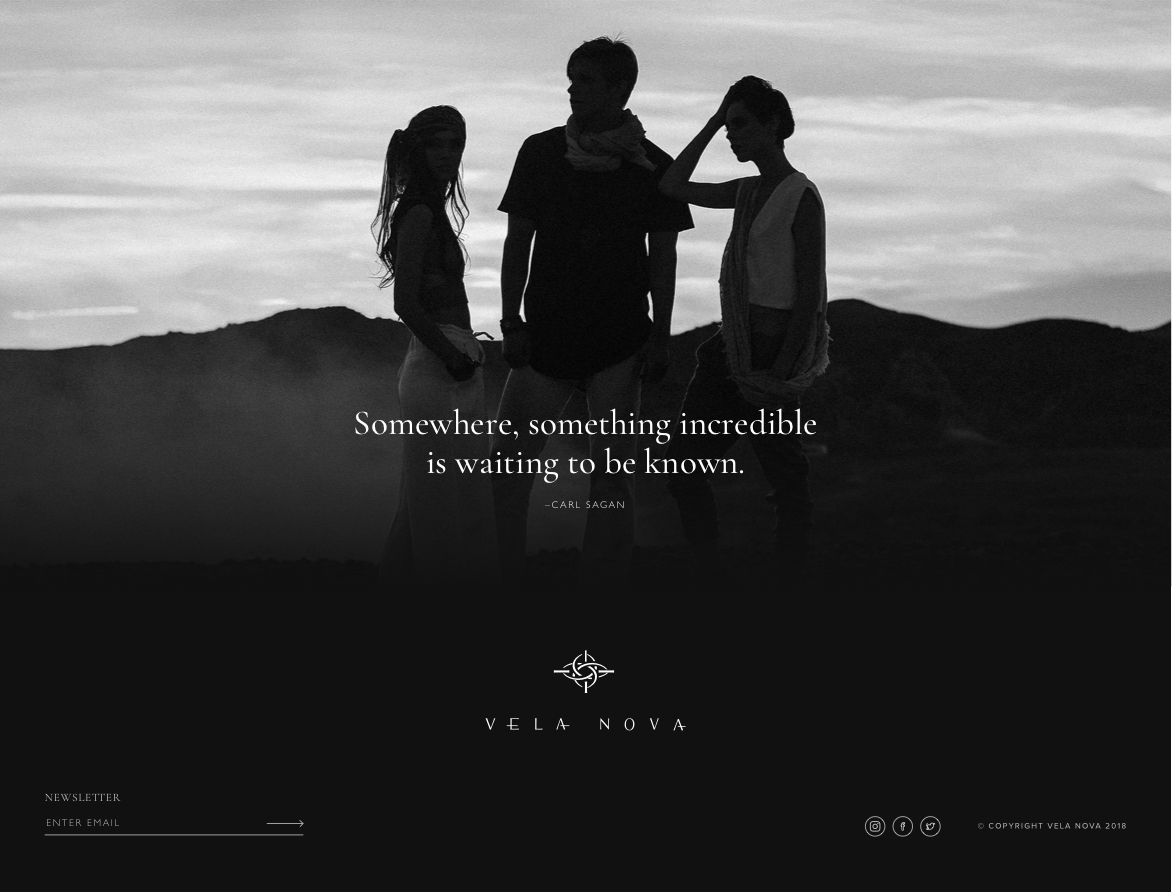 Somewhere, something incredible
is waiting to be known.
–CARL SAGAN
VELA NOVA
NEWSLETTER
ENTER EMAIL
© COPYRIGHT VELA NOVA 2018